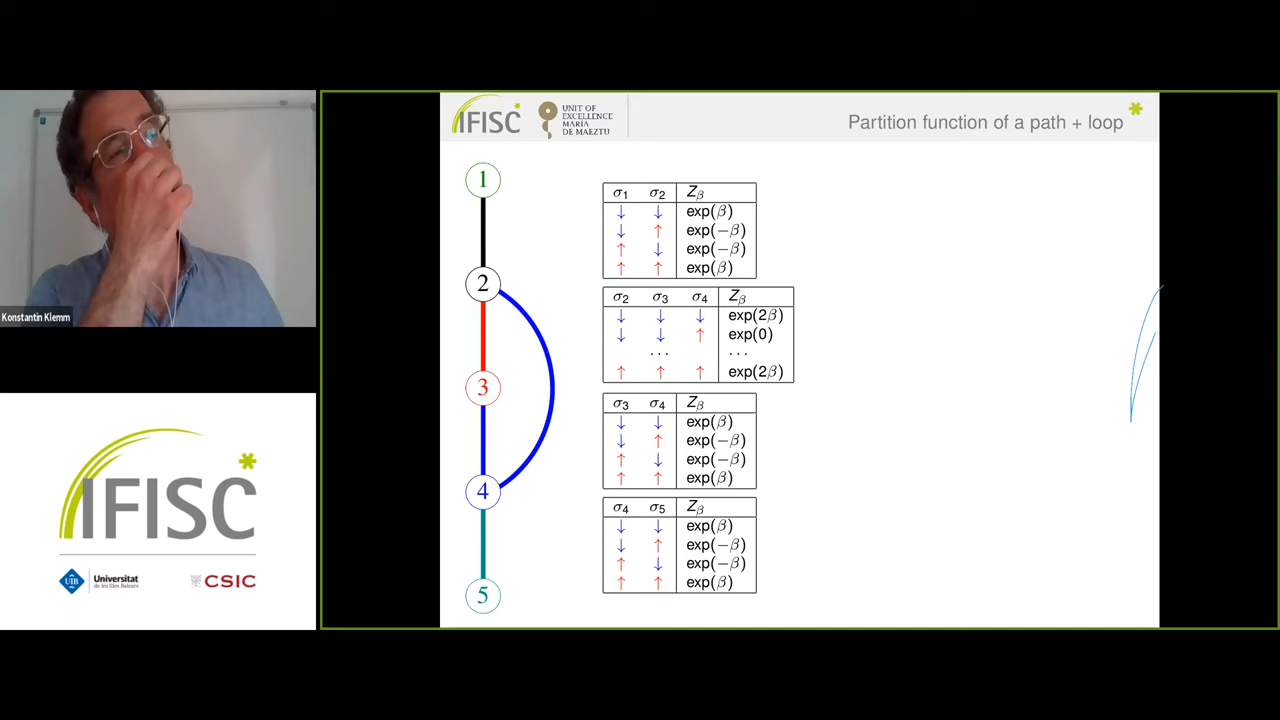 Konstantin Klemm
IFISC
Universitat
de les Illes Balears
CSIC
IFISC
UNIT OF
EXCELLENCE
MARÍA
DE MAEZTU
Partition function of a path + loop
1
2
3
4
5
σ1 σ2 Zβ
↓ ↓ exp(β)
↓ ↑ exp(−β)
↑ ↓ exp(−β)
↑ ↑ exp(β)
σ2 σ3 σ4 Zβ
↓ ↓ ↓ exp(2β)
↓ ↓ ↑ exp(0)
... ...
↑ ↑ ↑ exp(2β)
σ3 σ4 Zβ
↓ ↓ exp(β)
↓ ↑ exp(−β)
↑ ↓ exp(−β)
↑ ↑ exp(β)
σ4 σ5 Zβ
↓ ↓ exp(β)
↓ ↑ exp(−β)
↑ ↓ exp(−β)
↑ ↑ exp(β)